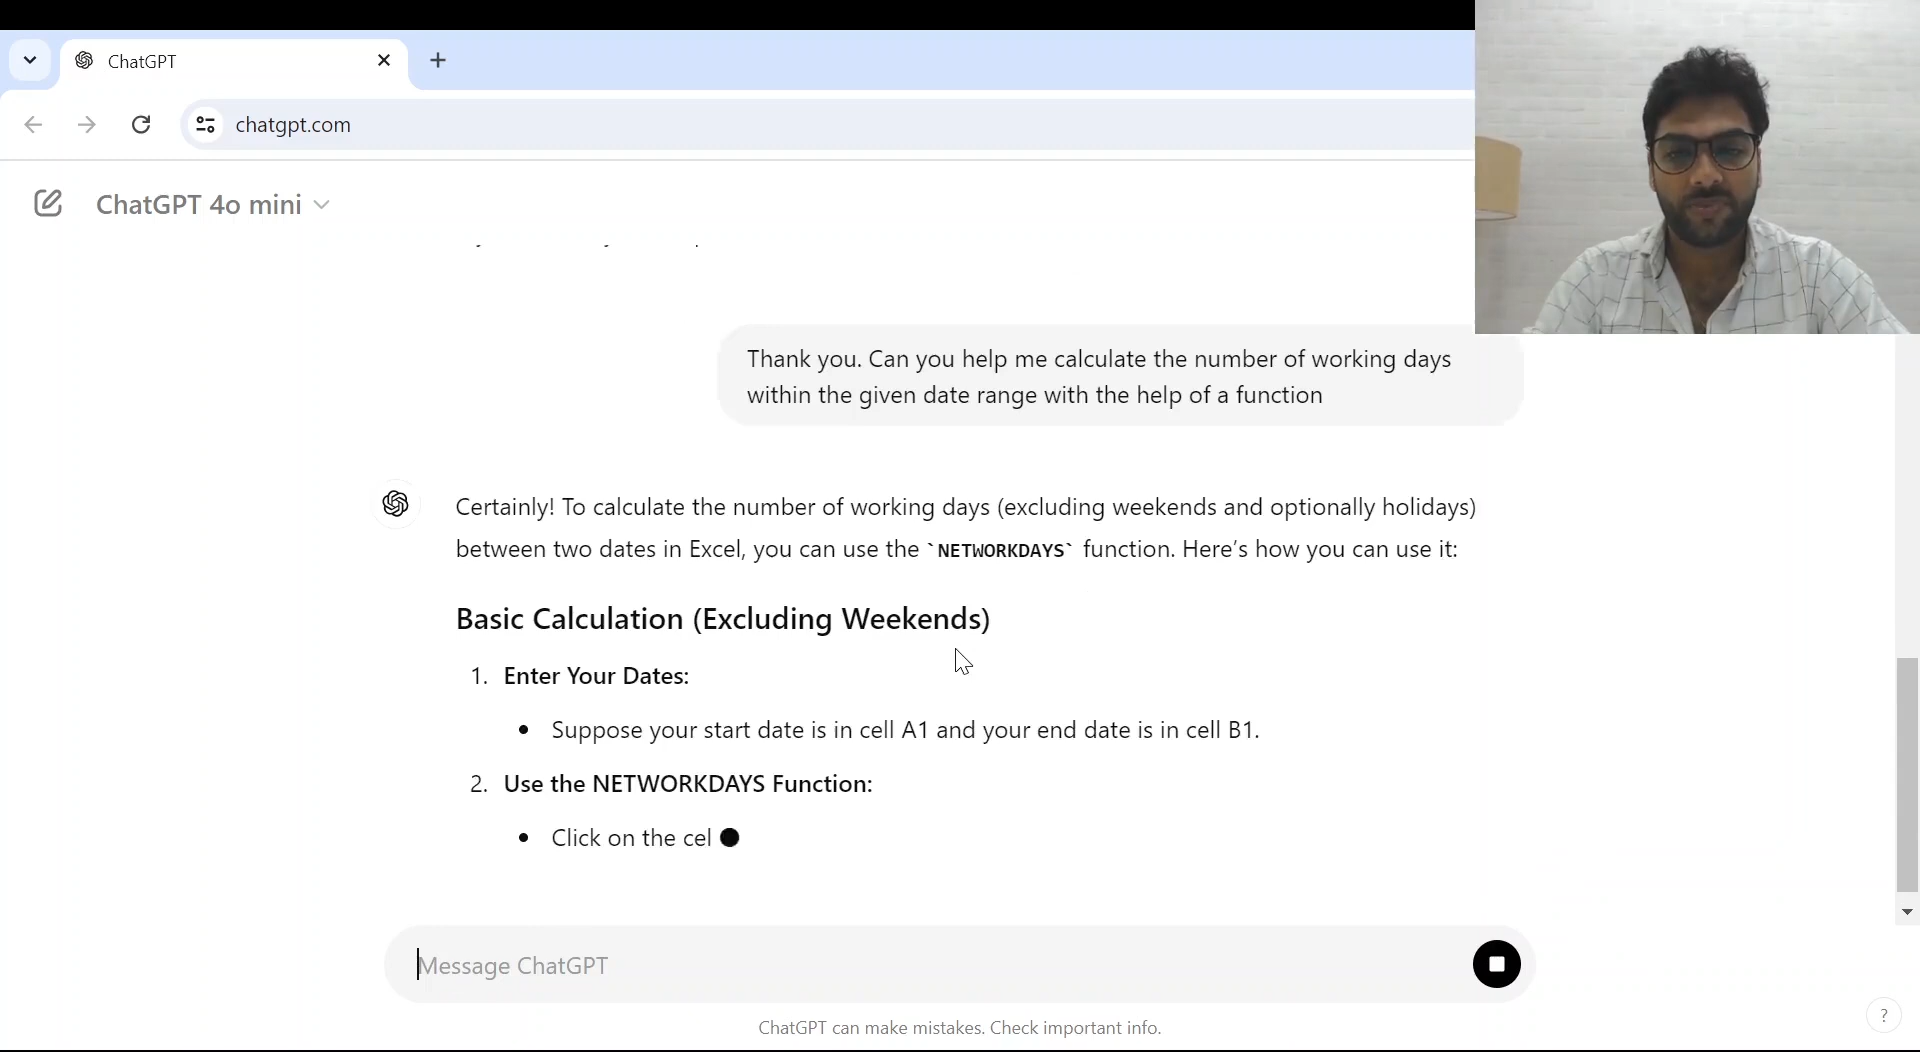 ChatGPT
chatgpt.com
ChatGPT 4o mini
Thank you. Can you help me calculate the number of working days
within the given date range with the help of a function
Certainly! To calculate the number of working days (excluding weekends and optionally holidays)
between two dates in Excel, you can use the `NETWORKDAYS` function. Here’s how you can use it:
Basic Calculation (Excluding Weekends)
1. Enter Your Dates:
• Suppose your start date is in cell A1 and your end date is in cell B1.
2. Use the NETWORKDAYS Function:
• Click on the cel
Message ChatGPT
ChatGPT can make mistakes. Check important info.
?